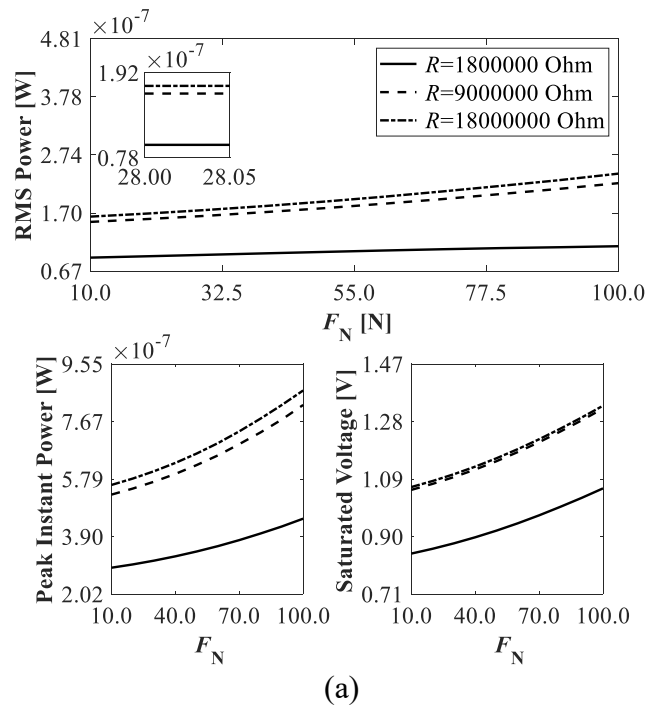 ×10⁻⁷
4.81
3.78
2.74
1.70
0.67
RMS Power [W]
10.0 32.5 55.0 77.5 100.0
F_N [N]
R=1800000 Ohm
R=9000000 Ohm
R=18000000 Ohm
1.92 ×10⁻⁷
0.78
28.00 28.05
×10⁻⁷
9.55
7.67
5.79
3.90
2.02
Peak Instant Power [W]
10.0 40.0 70.0 100.0
F_N
1.47
1.28
1.09
0.90
0.71
Saturated Voltage [V]
10.0 40.0 70.0 100.0
F_N
(a)